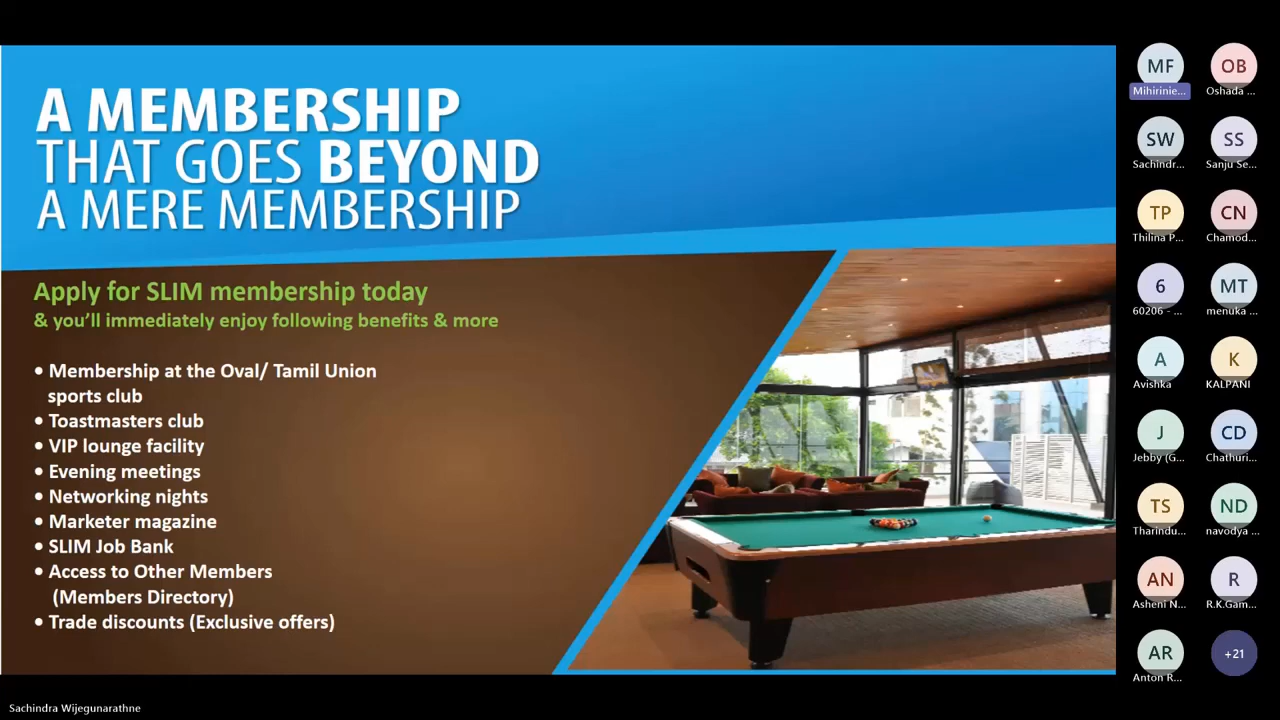 A MEMBERSHIP
THAT GOES BEYOND
A MERE MEMBERSHIP
Apply for SLIM membership today
& you'll immediately enjoy following benefits & more
• Membership at the Oval/ Tamil Union
sports club
• Toastmasters club
• VIP lounge facility
• Evening meetings
• Networking nights
• Marketer magazine
• SLIM Job Bank
• Access to Other Members
(Members Directory)
• Trade discounts (Exclusive offers)
MF
Mihirinie...
OB
Oshada ...
SW
Sachindr...
SS
Sanju Se...
TP
Thilina P...
CN
Chamod...
6
60206 - ...
MT
menuka ...
A
Avishka
K
KALPANI
J
Jebby (G...
CD
Chathuri...
TS
Tharindu...
ND
navodya ...
AN
Asheni N...
R
R.K.Gam...
AR
Anton R...
+21
Sachindra Wijegunarathne